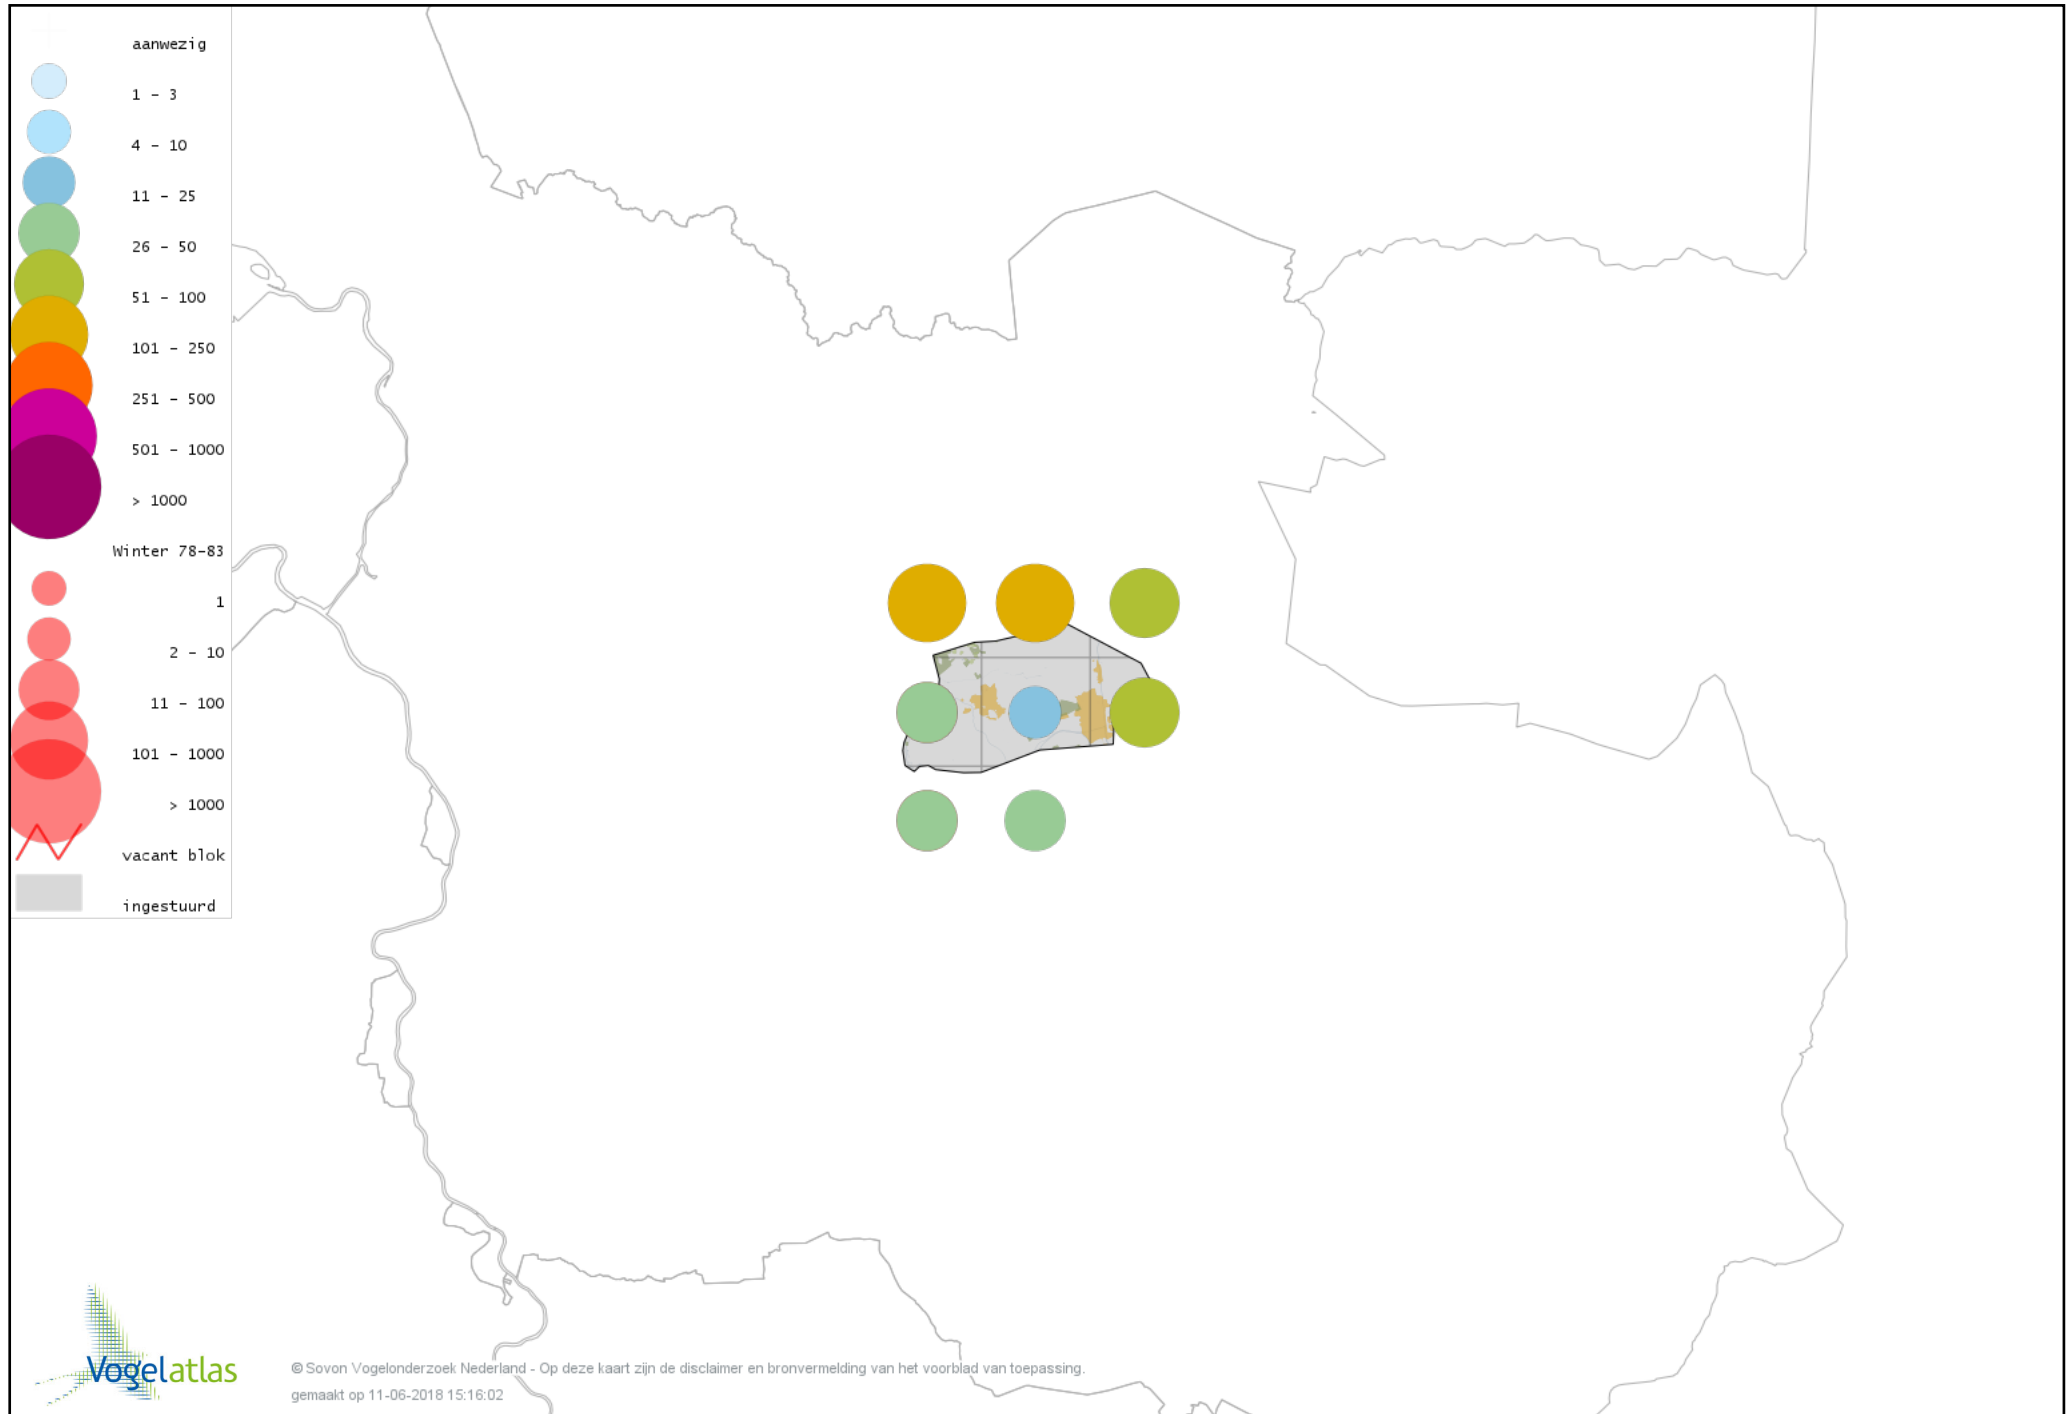 aanwezig
1 - 3
4 - 10
11 - 25
26 - 50
51 - 100
101 - 250
251 - 500
501 - 1000
> 1000
Winter 78-83
1
2 - 10
11 - 100
101 - 1000
> 1000
vacant blok
ingestuurd
Vogelatlas
© Sovon Vogelonderzoek Nederland - Op deze kaart zijn de disclaimer en bronvermelding van het voorblad van toepassing.
gemaakt op 11-06-2018 15:16:02